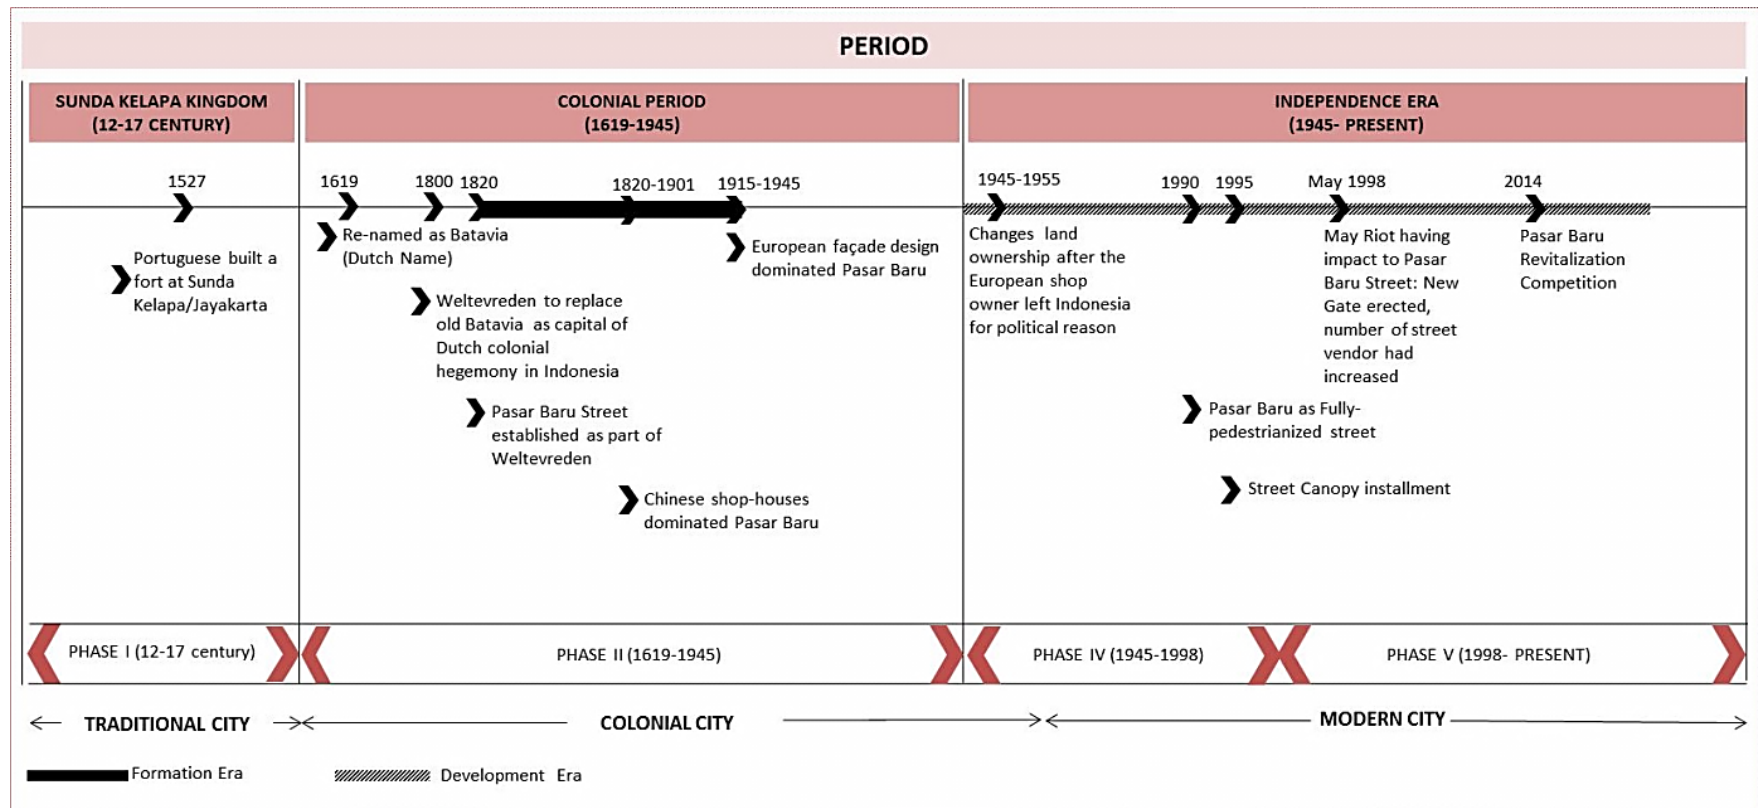 PERIOD
SUNDA KELAPA KINGDOM
(12-17 CENTURY)
COLONIAL PERIOD
(1619-1945)
INDEPENDENCE ERA
(1945- PRESENT)
1527
1619
1800
1820
1820-1901
1915-1945
1945-1955
1990
1995
May 1998
2014
Portuguese built a
fort at Sunda
Kelapa/Jayakarta
Re-named as Batavia
(Dutch Name)
Weltevreden to replace
old Batavia as capital of
Dutch colonial
hegemony in Indonesia
Pasar Baru Street
established as part of
Weltevreden
Chinese shop-houses
dominated Pasar Baru
European façade design
dominated Pasar Baru
Changes land
ownership after the
European shop
owner left Indonesia
for political reason
Pasar Baru as Fully-
pedestrianized street
Street Canopy installment
May Riot having
impact to Pasar
Baru Street: New
Gate erected,
number of street
vendor had
increased
Pasar Baru
Revitalization
Competition
PHASE I (12-17 century)
PHASE II (1619-1945)
PHASE IV (1945-1998)
PHASE V (1998- PRESENT)
TRADITIONAL CITY
COLONIAL CITY
MODERN CITY
Formation Era
Development Era